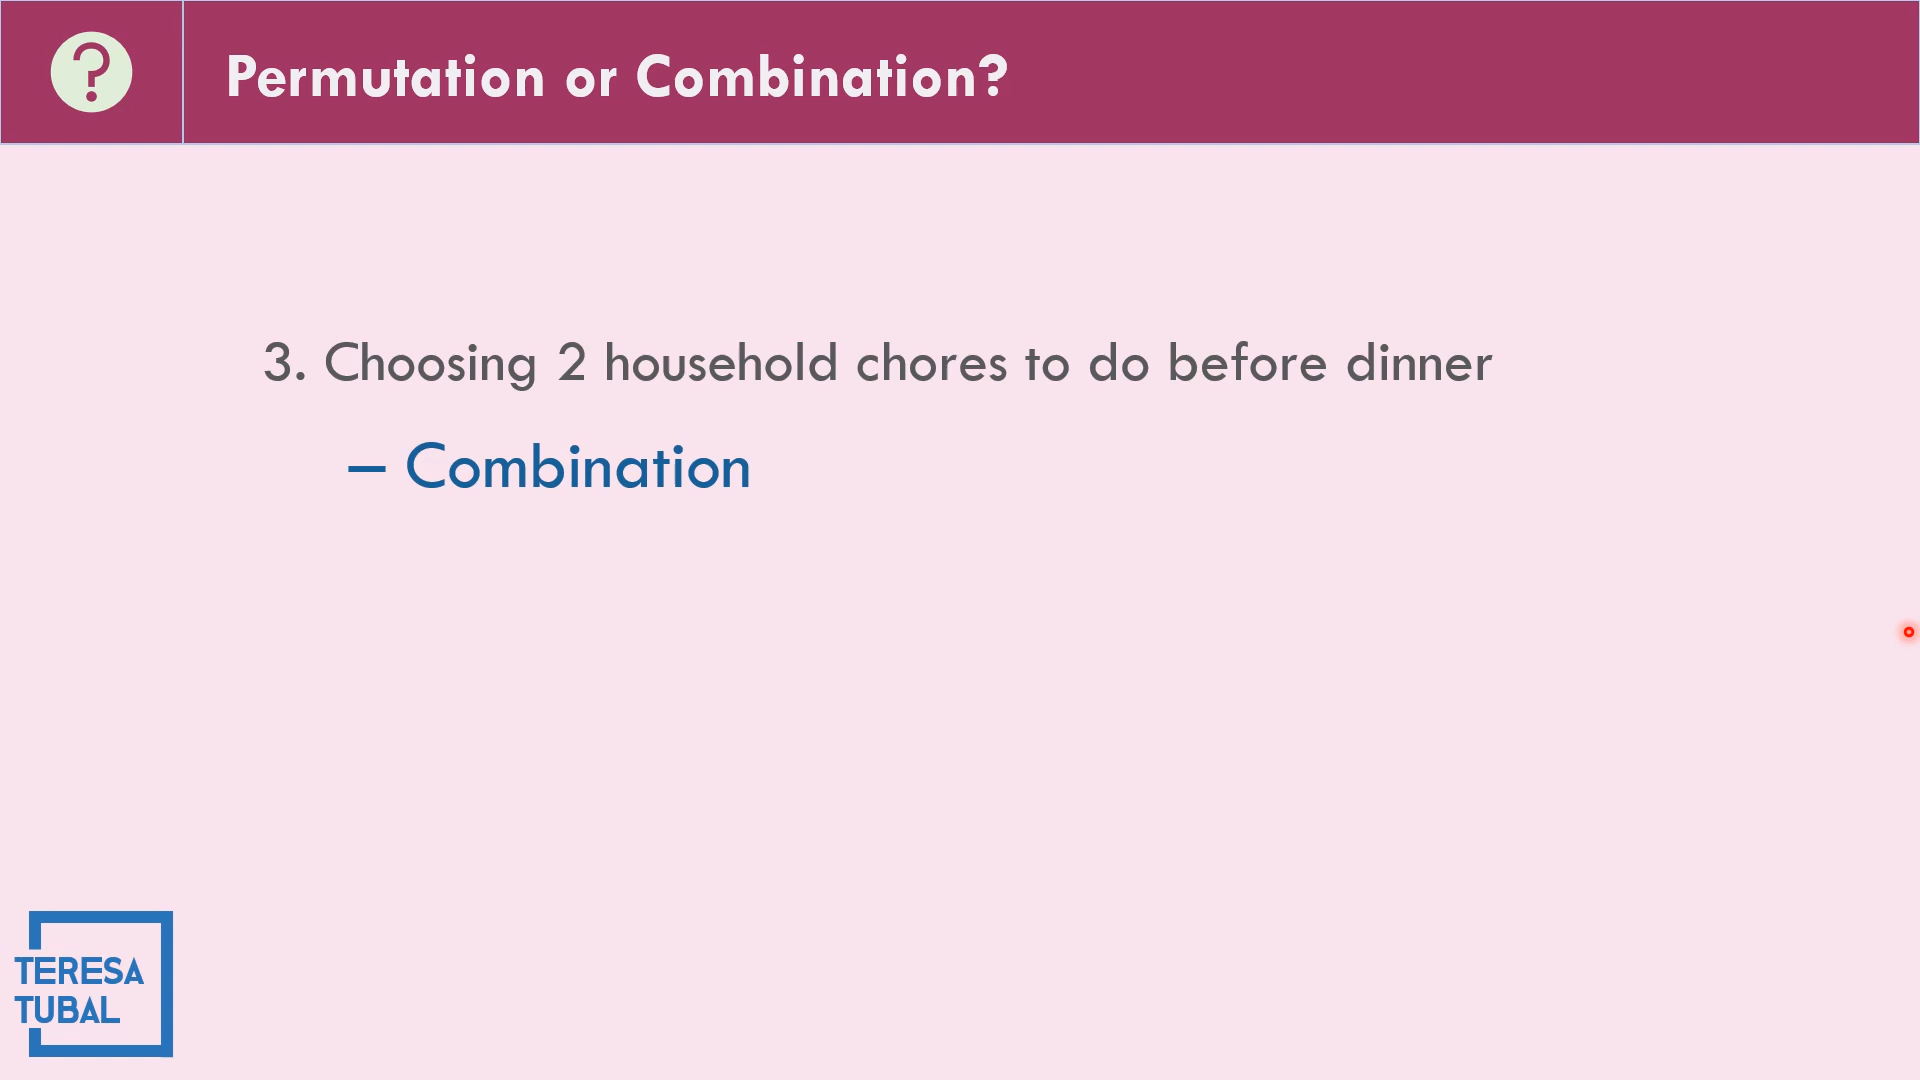 ?
Permutation or Combination?
3. Choosing 2 household chores to do before dinner
– Combination
TERESA
TUBAL